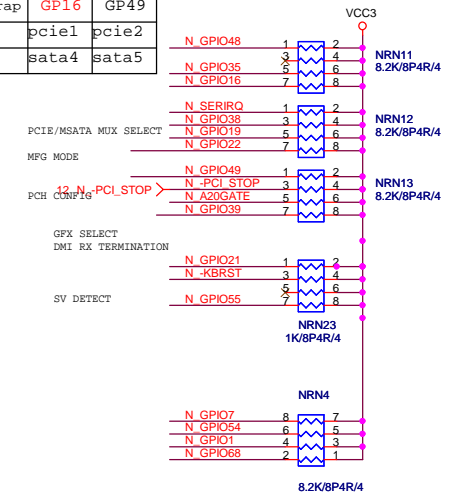 rap GP16 GP49
pcie1 pcie2
sata4 sata5
VCC3
N_GPIO48 1 2
3 4
N_GPIO35 5 6
N_GPIO16 7 8
NRN11
8.2K/8P4R/4
N_SERIRQ 1 2
N_GPIO38 3 4
N_GPIO19 5 6
N_GPIO22 7 8
NRN12
8.2K/8P4R/4
PCIE/MSATA MUX SELECT
MFG MODE
N_GPIO49 1 2
12 N_-PCI_STOP N_-PCI_STOP 3 4
N_A20GATE 5 6
N_GPIO39 7 8
NRN13
8.2K/8P4R/4
PCH CONFIG
GFX SELECT
DMI RX TERMINATION
N_GPIO21 1 2
N_-KBRST 3 4
5 6
N_GPIO55 7 8
SV DETECT
NRN23
1K/8P4R/4
NRN4
N_GPIO7 8 7
N_GPIO54 6 5
N_GPIO1 4 3
N_GPIO68 2 1
8.2K/8P4R/4